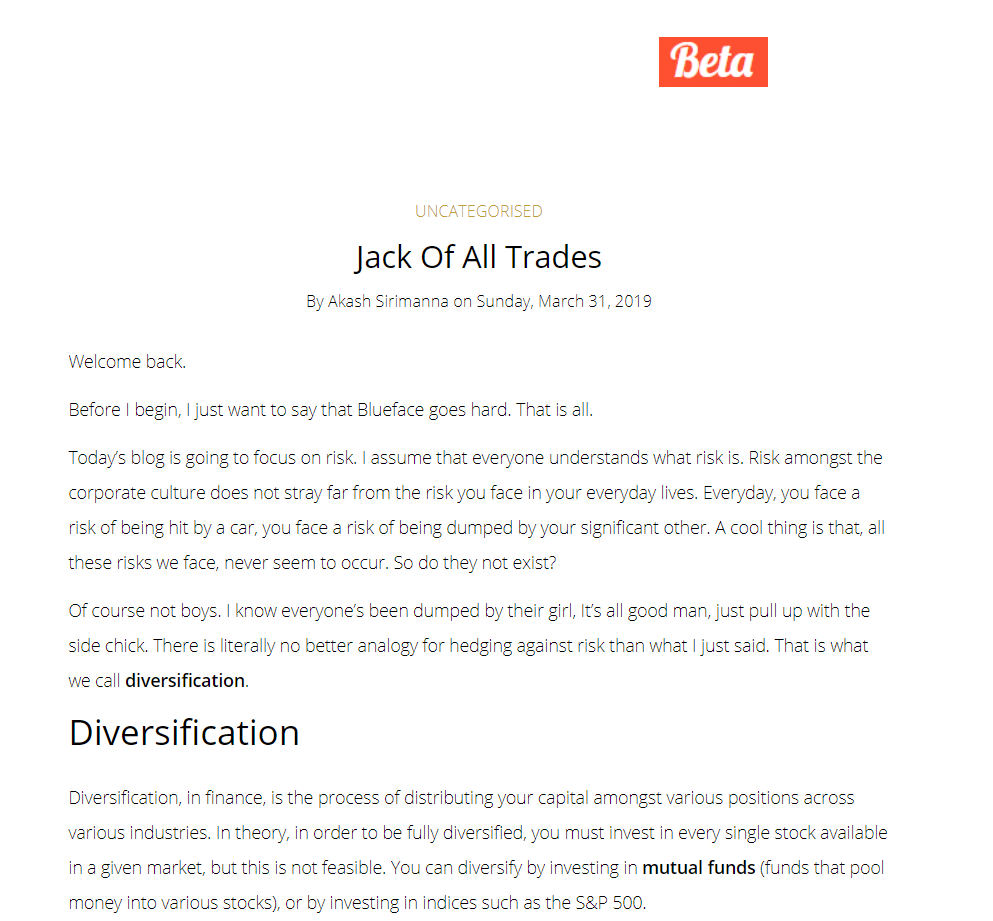 Beta
UNCATEGORISED
Jack Of All Trades
By Akash Sirimanna on Sunday, March 31, 2019
Welcome back.
Before I begin, I just want to say that Blueface goes hard. That is all.
Today’s blog is going to focus on risk. I assume that everyone understands what risk is. Risk amongst the
corporate culture does not stray far from the risk you face in your everyday lives. Everyday, you face a
risk of being hit by a car, you face a risk of being dumped by your significant other. A cool thing is that, all
these risks we face, never seem to occur. So do they not exist?
Of course not boys. I know everyone’s been dumped by their girl, It’s all good man, just pull up with the
side chick. There is literally no better analogy for hedging against risk than what I just said. That is what
we call diversification.
Diversification
Diversification, in finance, is the process of distributing your capital amongst various positions across
various industries. In theory, in order to be fully diversified, you must invest in every single stock available
in a given market, but this is not feasible. You can diversify by investing in mutual funds (funds that pool
money into various stocks), or by investing in indices such as the S&P 500.